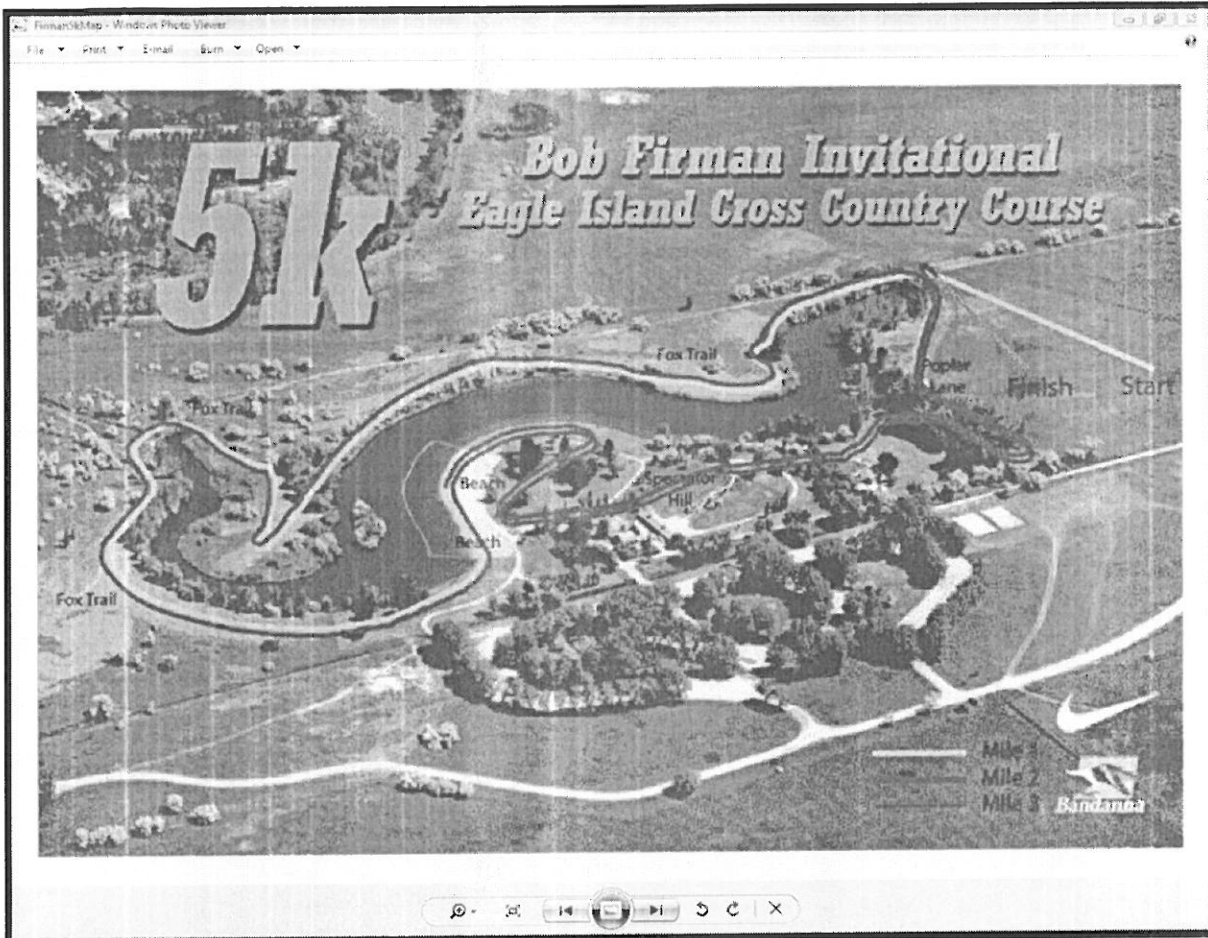 Firman5kMap - Windows Photo Viewer
File Print E-mail Burn Open
5k
Bob Firman Invitational
Eagle Island Cross Country Course
Fox Trail
Poplar
Lane
Finish
Start
Fox Trail
Beach
Spectator
Hill
Beach
Fox Trail
Mile 1
Mile 2
Mile 3
Bandanna